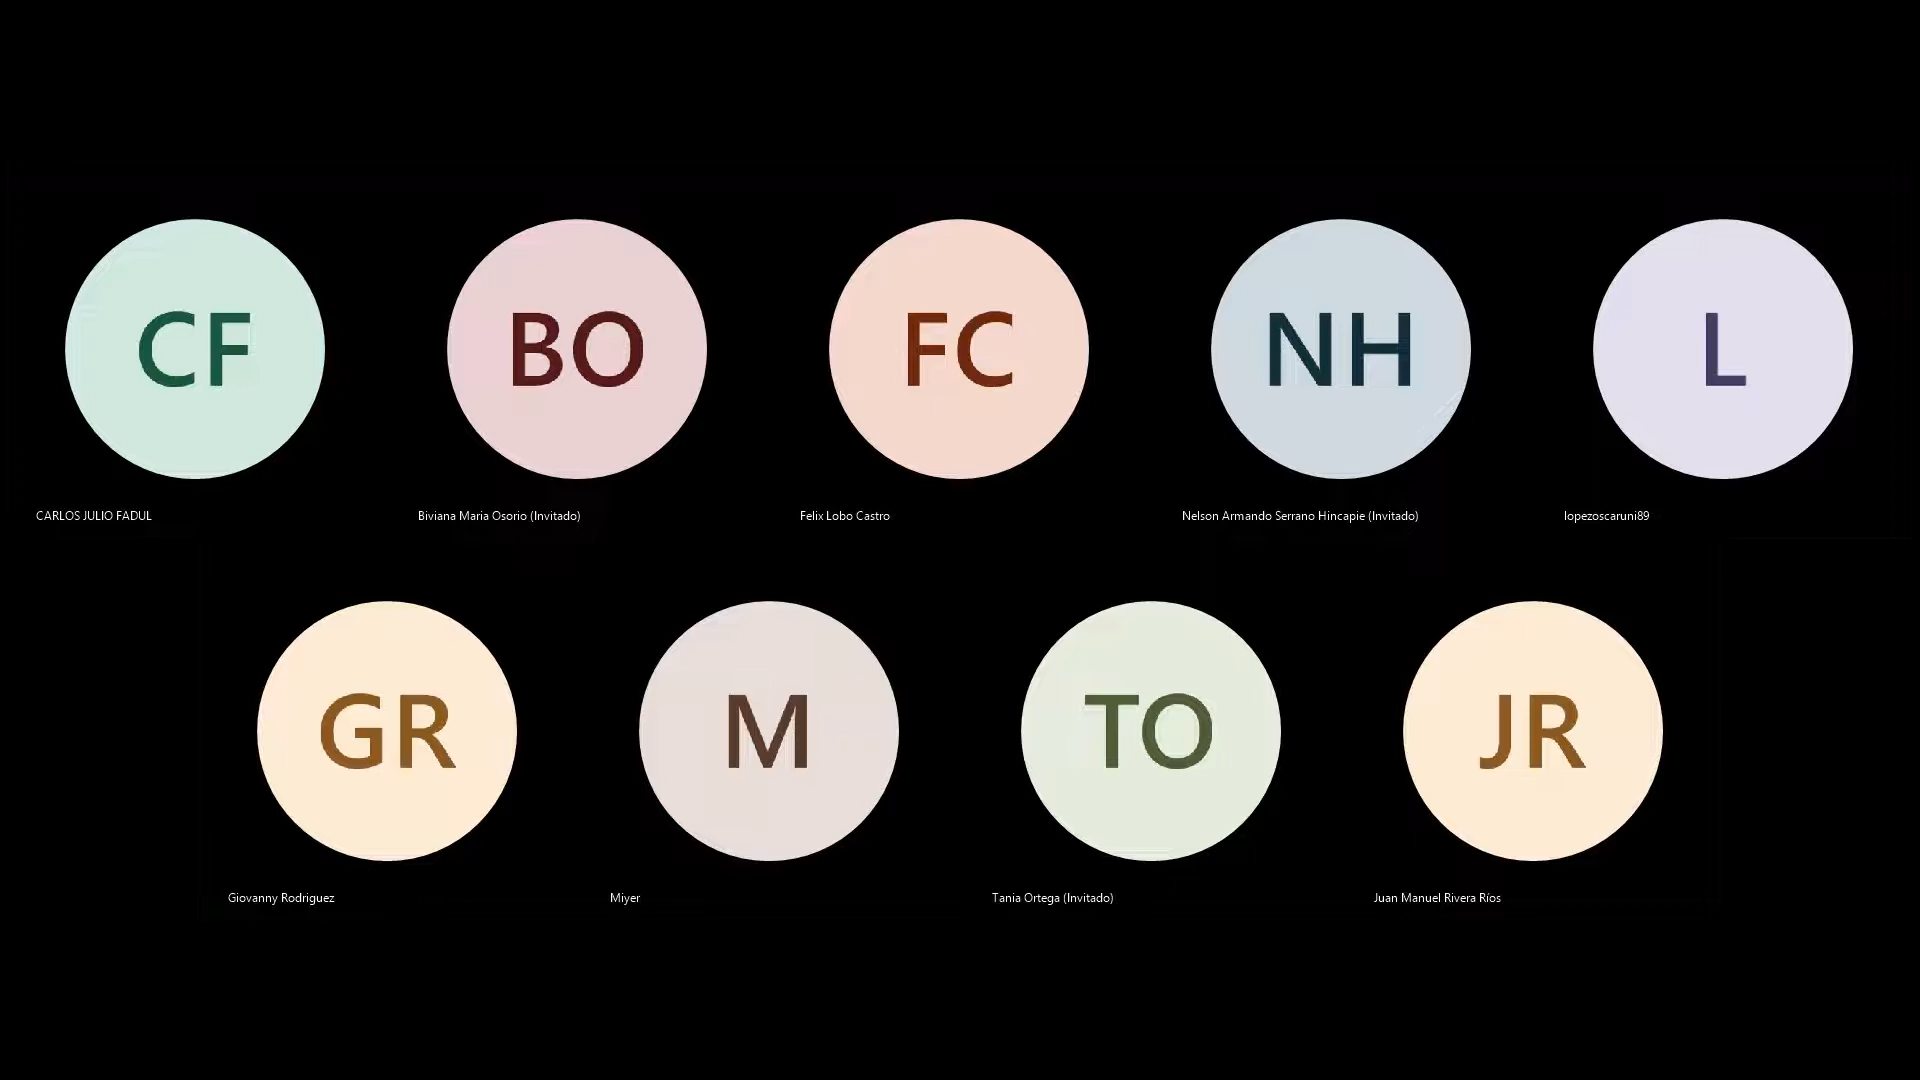 CF
BO
FC
NH
L
CARLOS JULIO FADUL
Biviana Maria Osorio (Invitado)
Felix Lobo Castro
Nelson Armando Serrano Hincapie (Invitado)
lopezoscaruni89
GR
M
TO
JR
Giovanny Rodriguez
Miyer
Tania Ortega (Invitado)
Juan Manuel Rivera Ríos